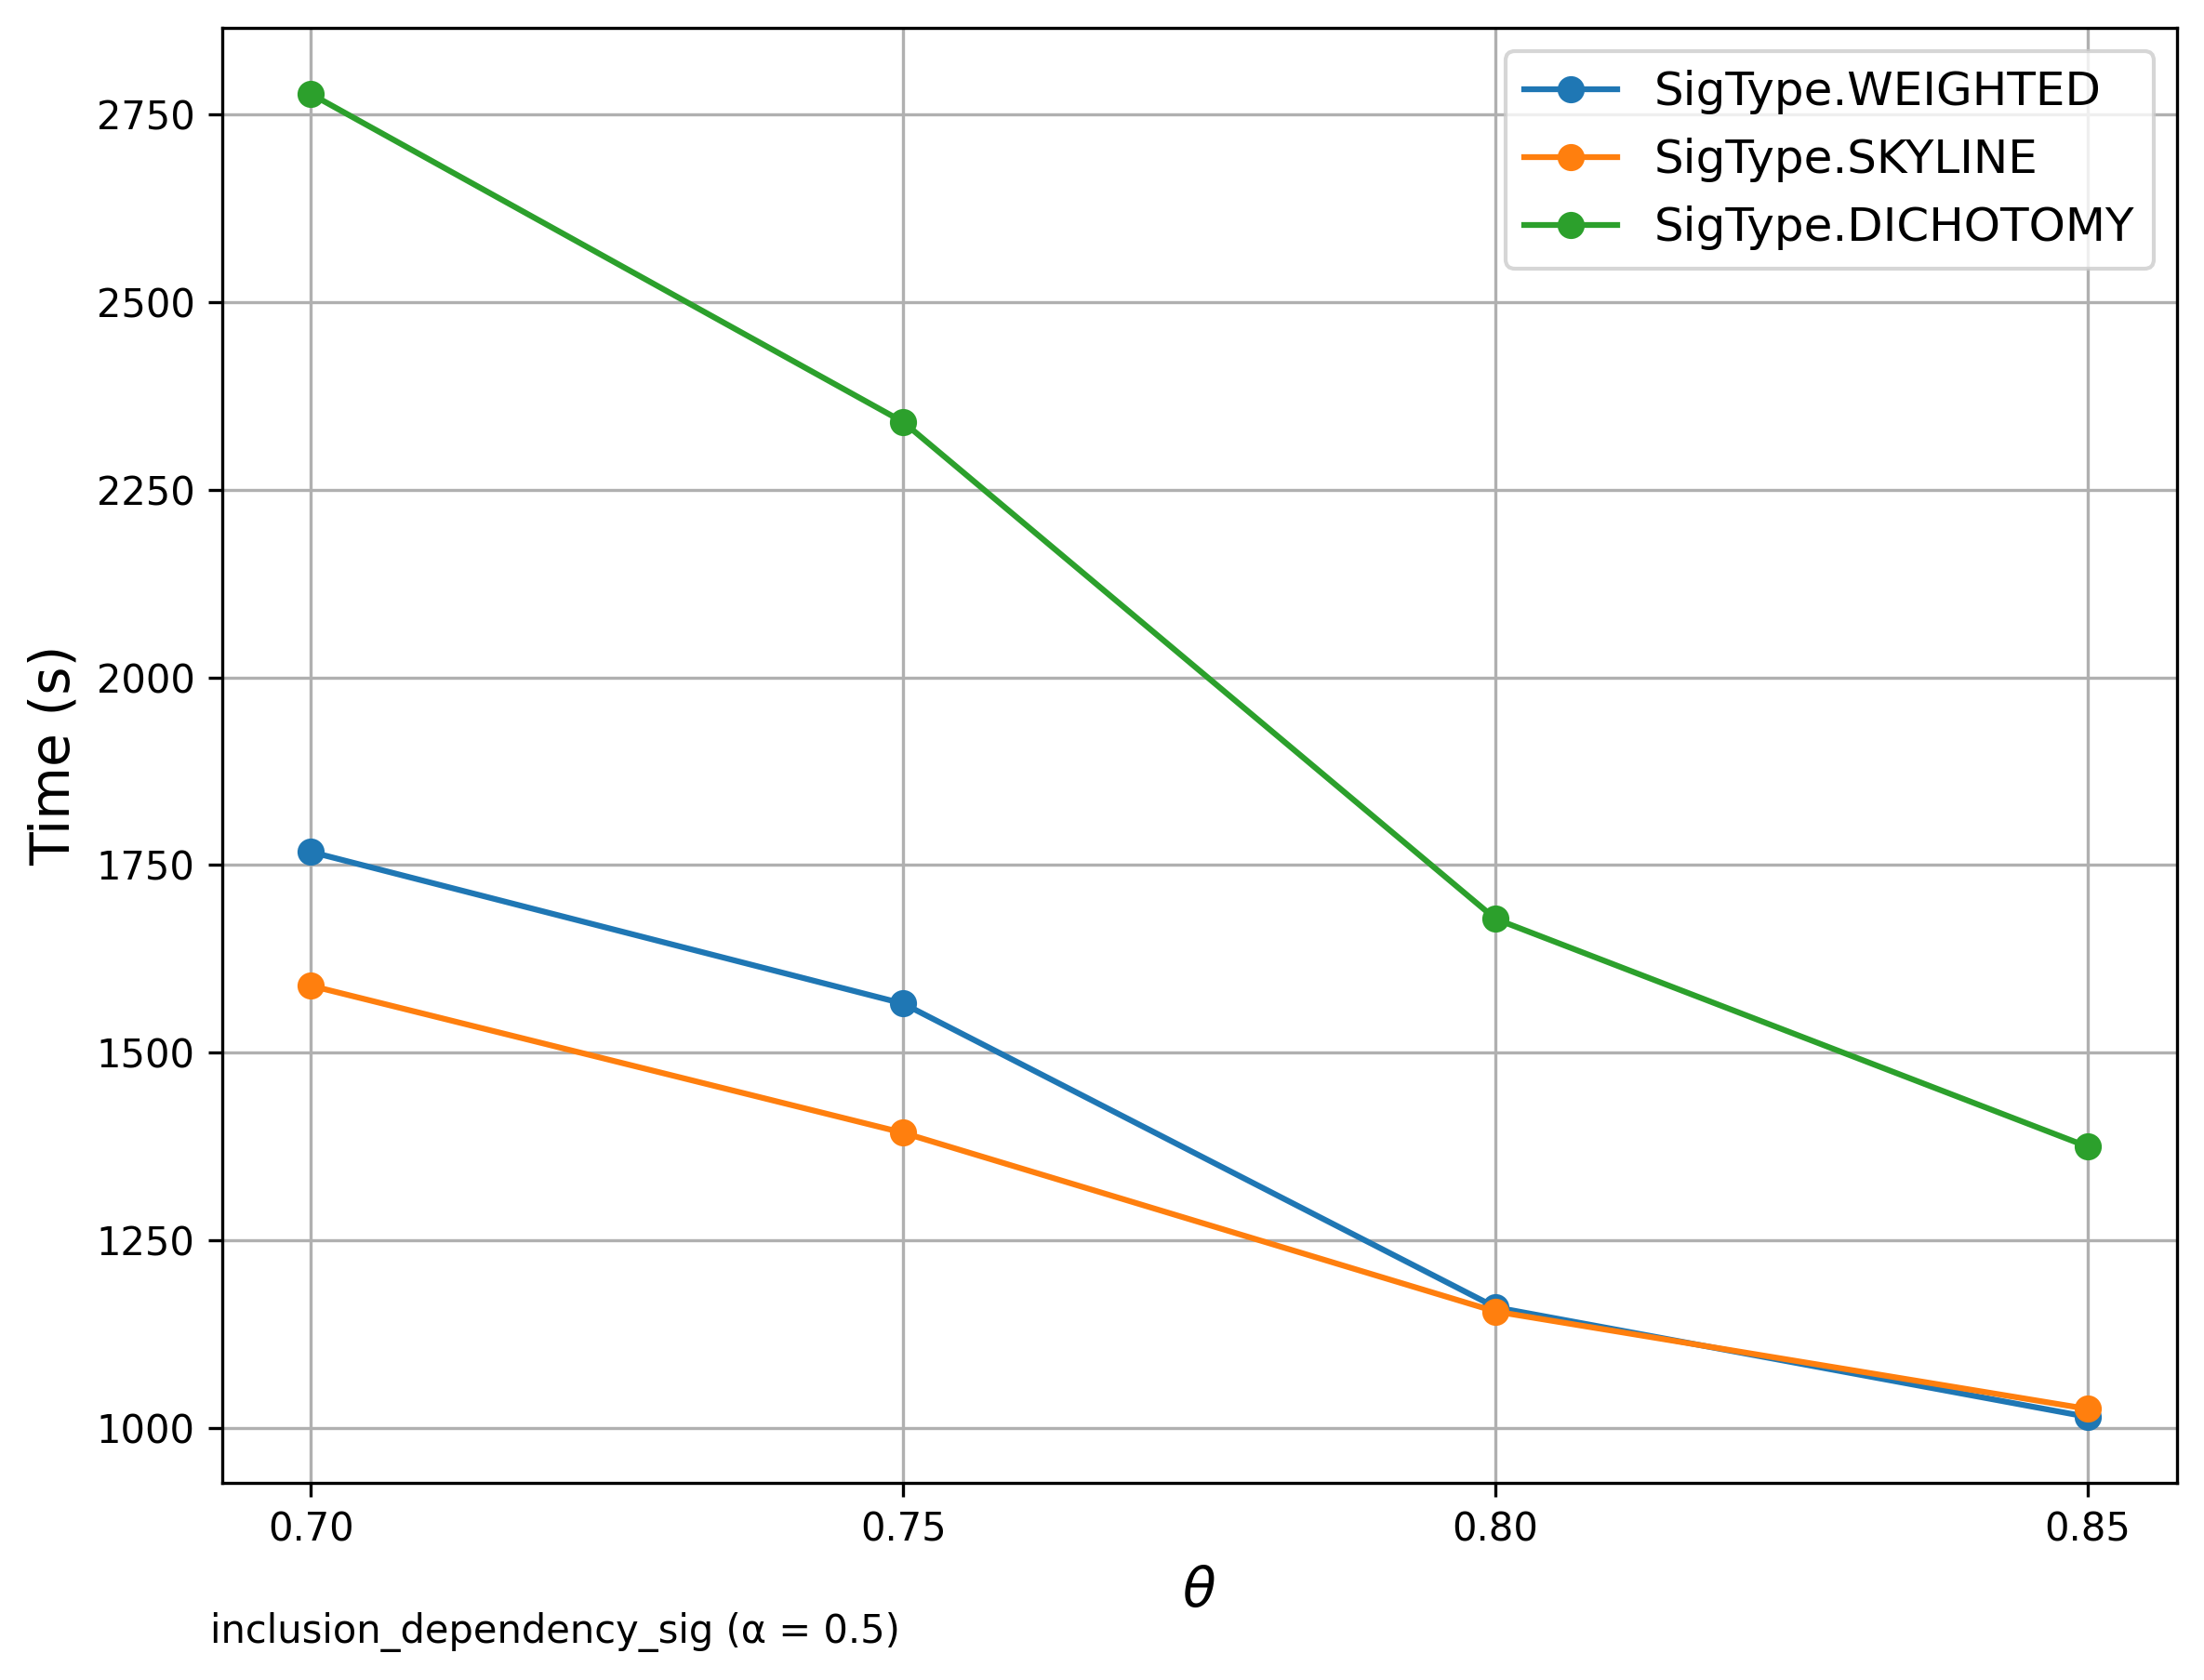 SigType.WEIGHTED
SigType.SKYLINE
SigType.DICHOTOMY
Time (s)
2750
2500
2250
2000
1750
1500
1250
1000
0.70 0.75 0.80 0.85
θ
inclusion_dependency_sig (α = 0.5)